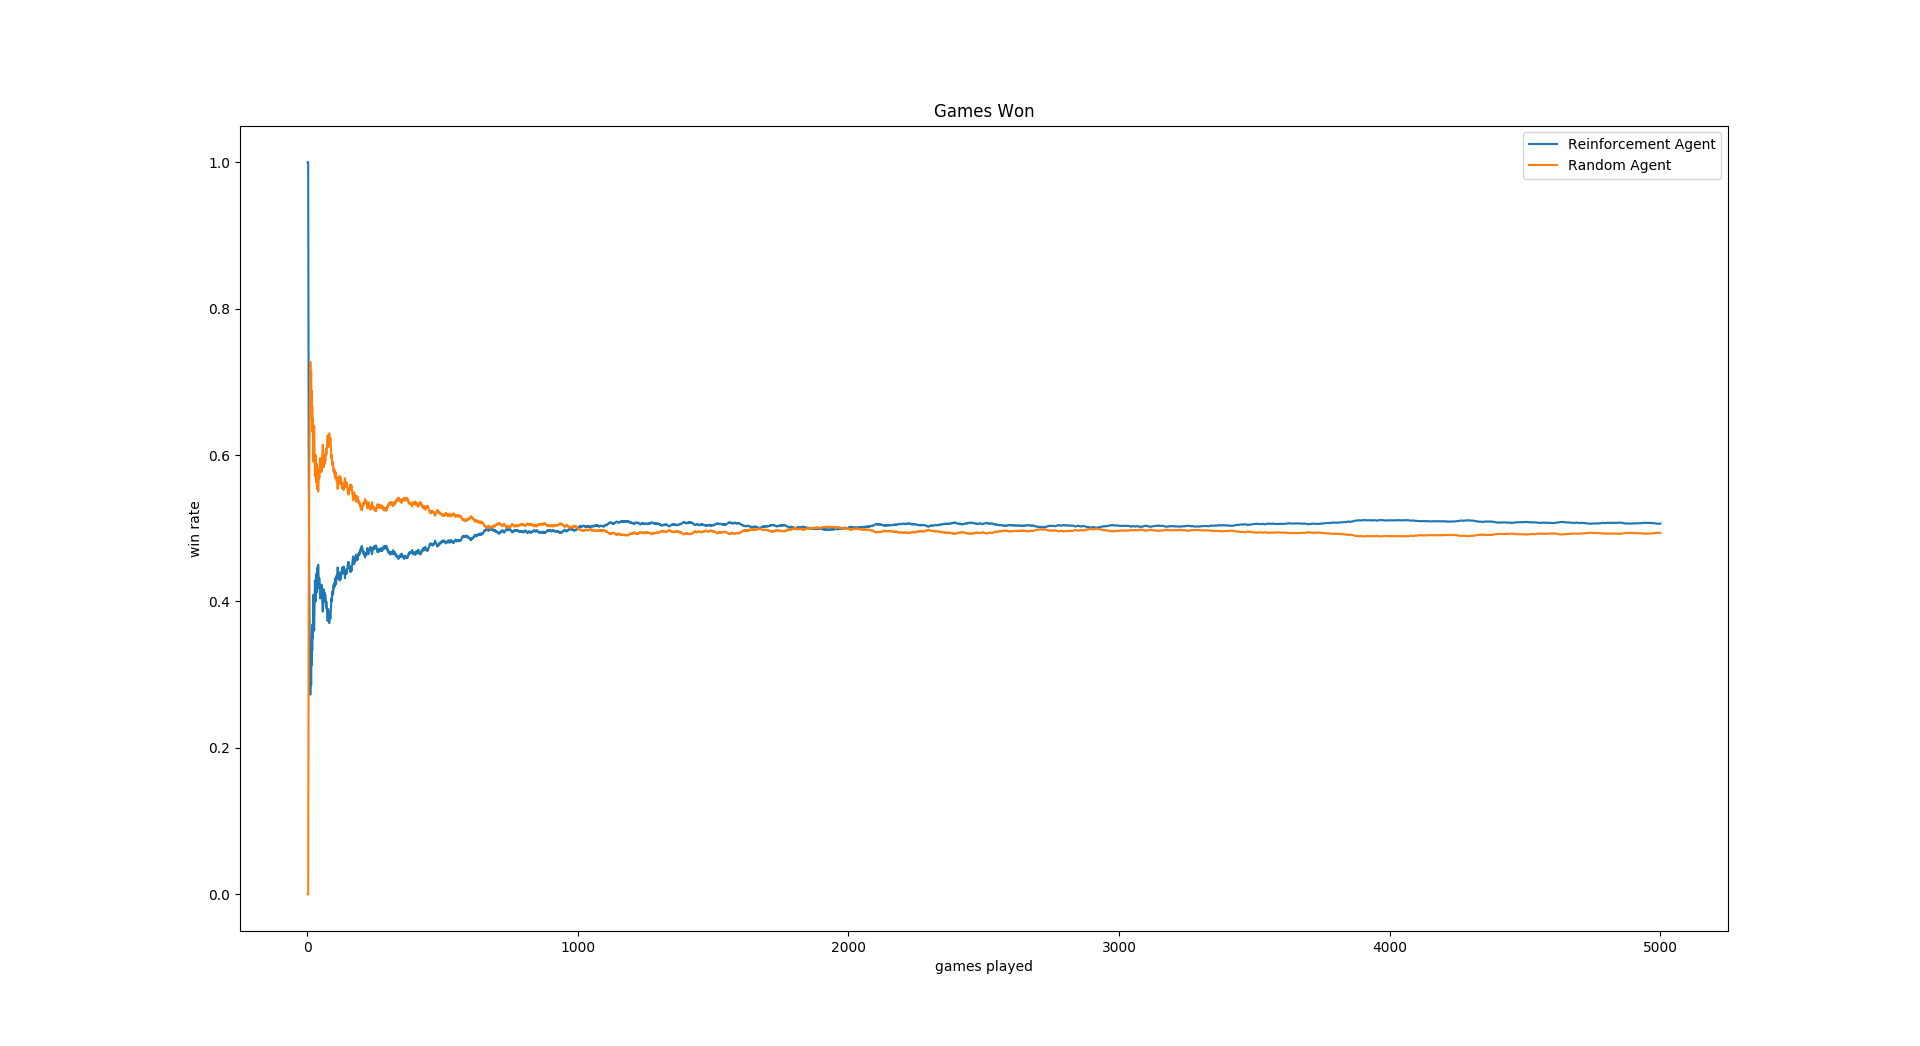 Games Won
Reinforcement Agent
Random Agent
1.0
0.8
0.6
0.4
0.2
0.0
win rate
0 1000 2000 3000 4000 5000
games played